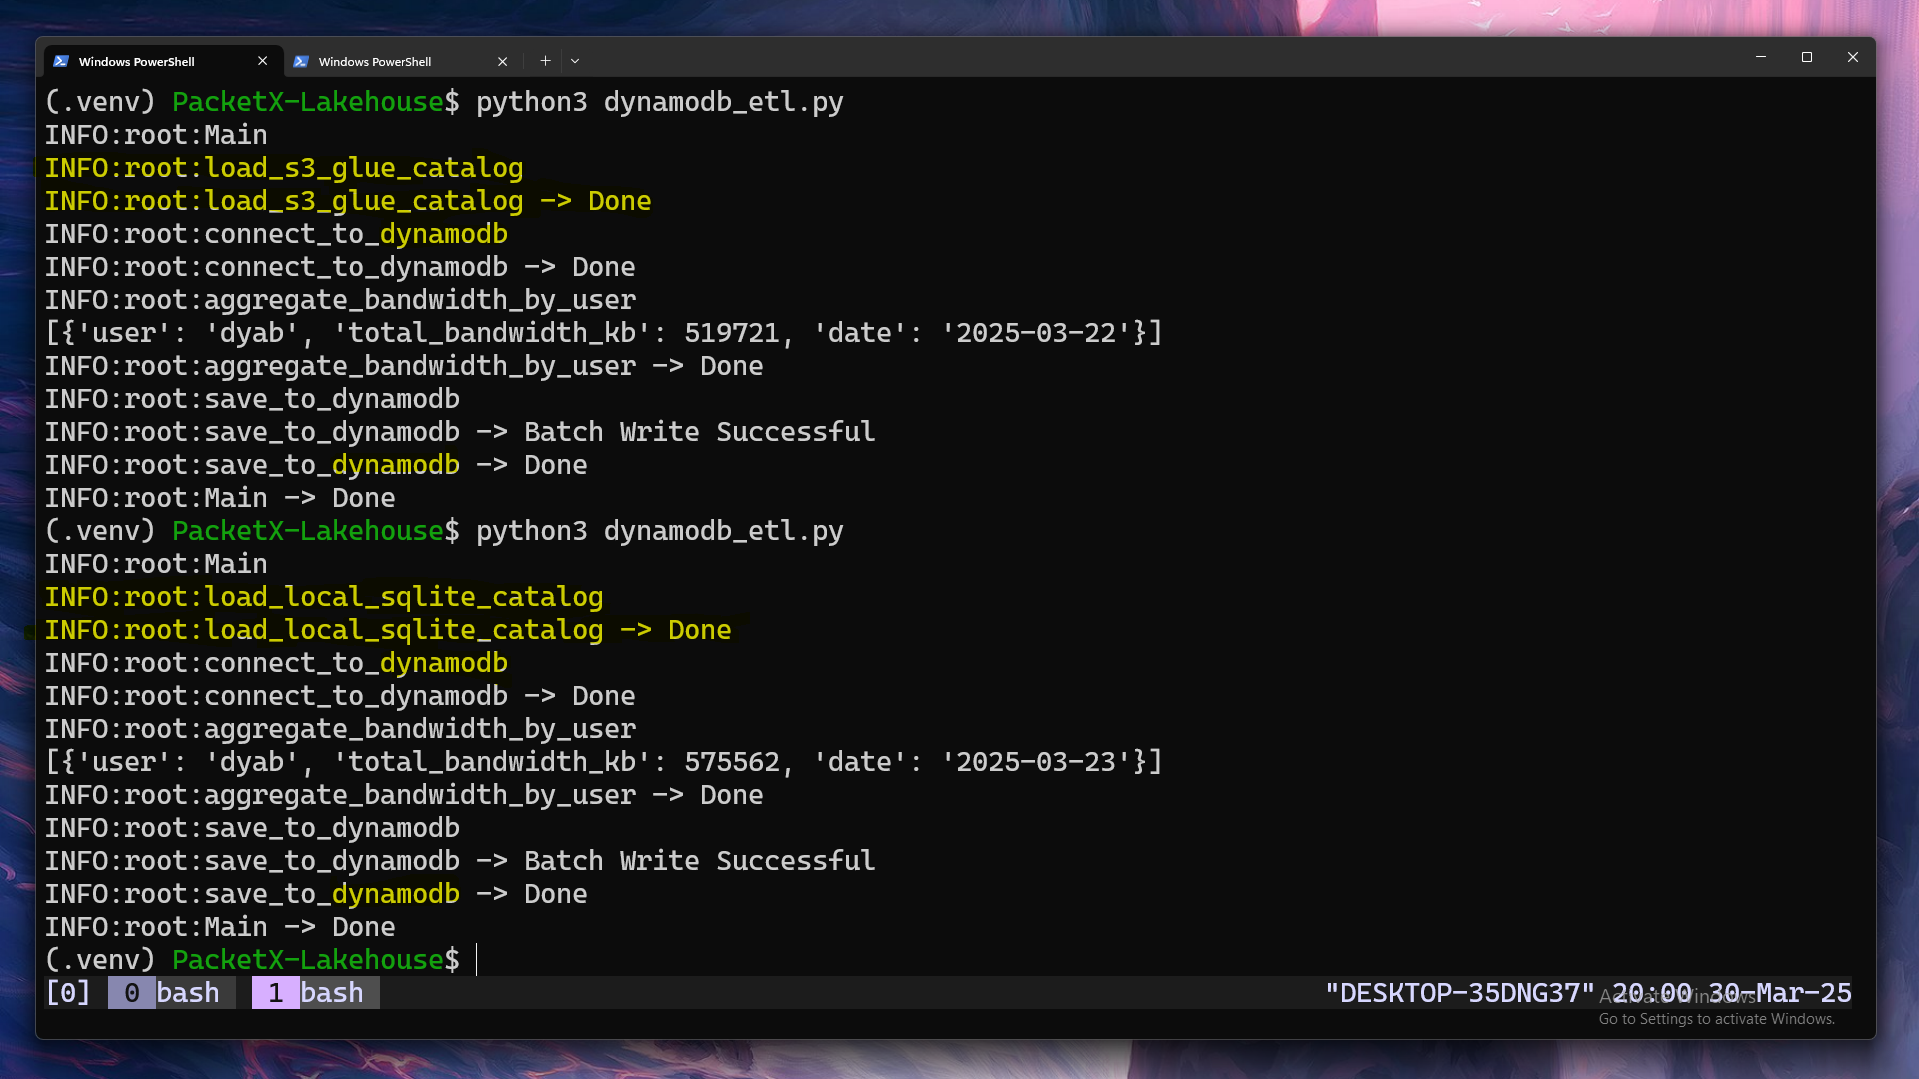 Windows PowerShell
Windows PowerShell
(.venv) PacketX-Lakehouse$ python3 dynamodb_etl.py
INFO:root:Main
INFO:root:load_s3_glue_catalog
INFO:root:load_s3_glue_catalog -> Done
INFO:root:connect_to_dynamodb
INFO:root:connect_to_dynamodb -> Done
INFO:root:aggregate_bandwidth_by_user
[{'user': 'dyab', 'total_bandwidth_kb': 519721, 'date': '2025-03-22'}]
INFO:root:aggregate_bandwidth_by_user -> Done
INFO:root:save_to_dynamodb
INFO:root:save_to_dynamodb -> Batch Write Successful
INFO:root:save_to_dynamodb -> Done
INFO:root:Main -> Done
(.venv) PacketX-Lakehouse$ python3 dynamodb_etl.py
INFO:root:Main
INFO:root:load_local_sqlite_catalog
INFO:root:load_local_sqlite_catalog -> Done
INFO:root:connect_to_dynamodb
INFO:root:connect_to_dynamodb -> Done
INFO:root:aggregate_bandwidth_by_user
[{'user': 'dyab', 'total_bandwidth_kb': 575562, 'date': '2025-03-23'}]
INFO:root:aggregate_bandwidth_by_user -> Done
INFO:root:save_to_dynamodb
INFO:root:save_to_dynamodb -> Batch Write Successful
INFO:root:save_to_dynamodb -> Done
INFO:root:Main -> Done
(.venv) PacketX-Lakehouse$
[0] 0 bash 1 bash "DESKTOP-35DNG37" 20:00 30-Mar-25
Activate Windows
Go to Settings to activate Windows.